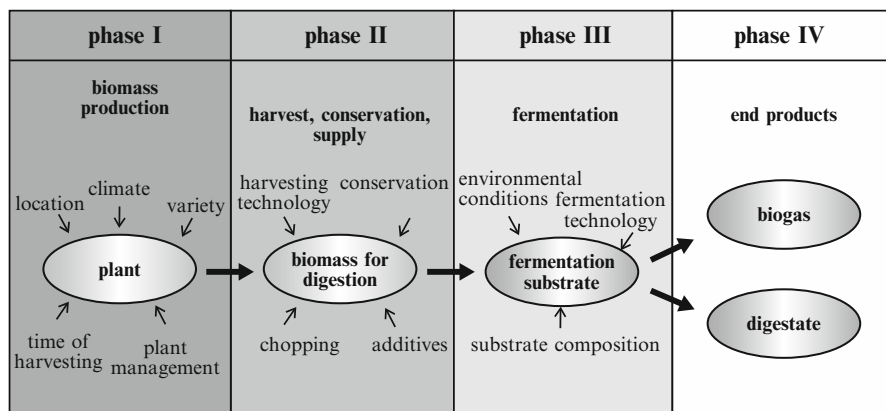 phase I
phase II
phase III
phase IV
biomass
production
harvest, conservation,
supply
fermentation
end products
location
climate
variety
plant
time of
harvesting
plant
management
harvesting
technology
conservation
biomass for
digestion
chopping
additives
environmental
conditions
fermentation
technology
fermentation
substrate
substrate composition
biogas
digestate